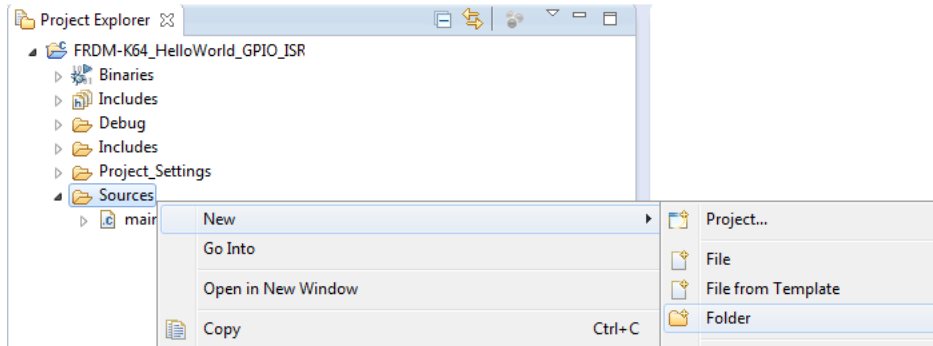 Project Explorer
FRDM-K64_HelloWorld_GPIO_ISR
Binaries
Includes
Debug
Includes
Project_Settings
Sources
main
New
Project...
Go Into
File
Open in New Window
File from Template
Copy Ctrl+C
Folder